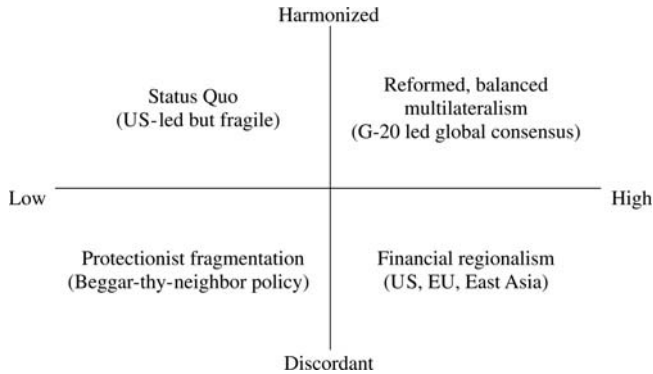 Harmonized
Status Quo
(US-led but fragile)
Reformed, balanced
multilateralism
(G-20 led global consensus)
Low
High
Protectionist fragmentation
(Beggar-thy-neighbor policy)
Financial regionalism
(US, EU, East Asia)
Discordant